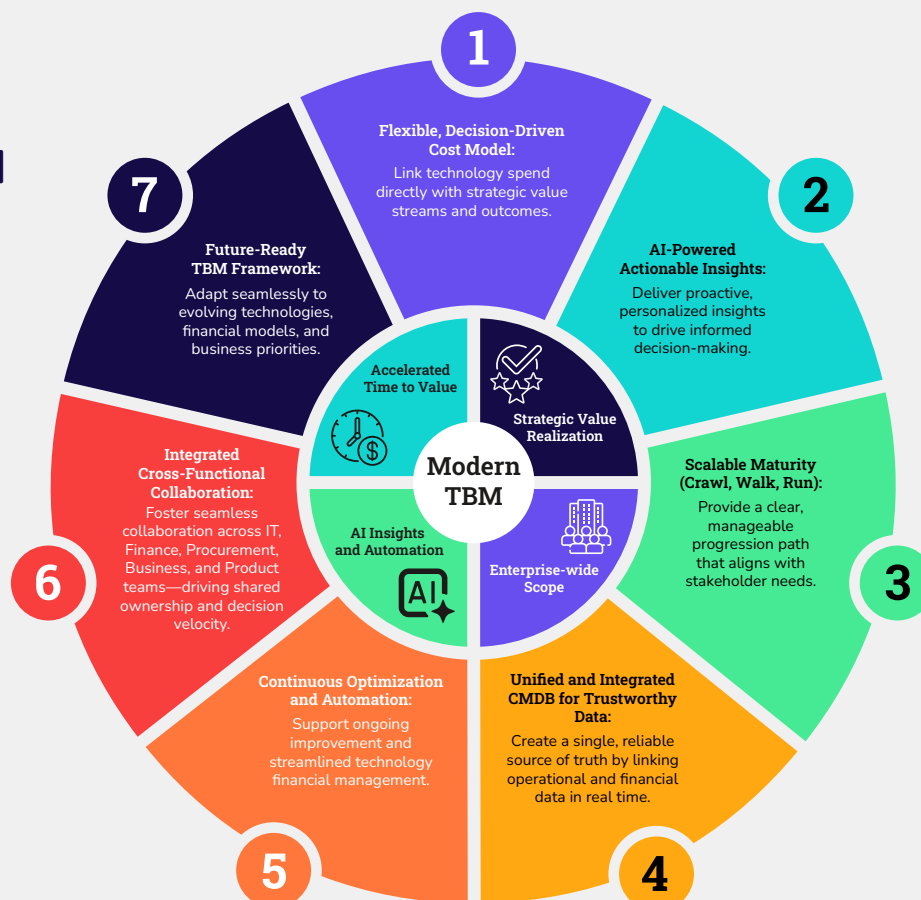 1
Flexible, Decision-Driven
Cost Model:
Link technology spend
directly with strategic value
streams and outcomes.
2
AI-Powered
Actionable Insights:
Deliver proactive,
personalized insights
to drive informed
decision-making.
3
Scalable Maturity
(Crawl, Walk, Run):
Provide a clear,
manageable
progression path
that aligns with
stakeholder needs.
4
Unified and Integrated
CMDB for Trustworthy
Data:
Create a single, reliable
source of truth by linking
operational and financial
data in real time.
5
Continuous Optimization
and Automation:
Support ongoing
improvement and
streamlined technology
financial management.
6
Integrated
Cross-Functional
Collaboration:
Foster seamless
collaboration across IT,
Finance, Procurement,
Business, and Product
teams—driving shared
ownership and decision
velocity.
7
Future-Ready
TBM Framework:
Adapt seamlessly to
evolving technologies,
financial models, and
business priorities.
Accelerated
Time to Value
$
Strategic Value
Realization
Modern
TBM
AI Insights
and Automation
AI
Enterprise-wide
Scope